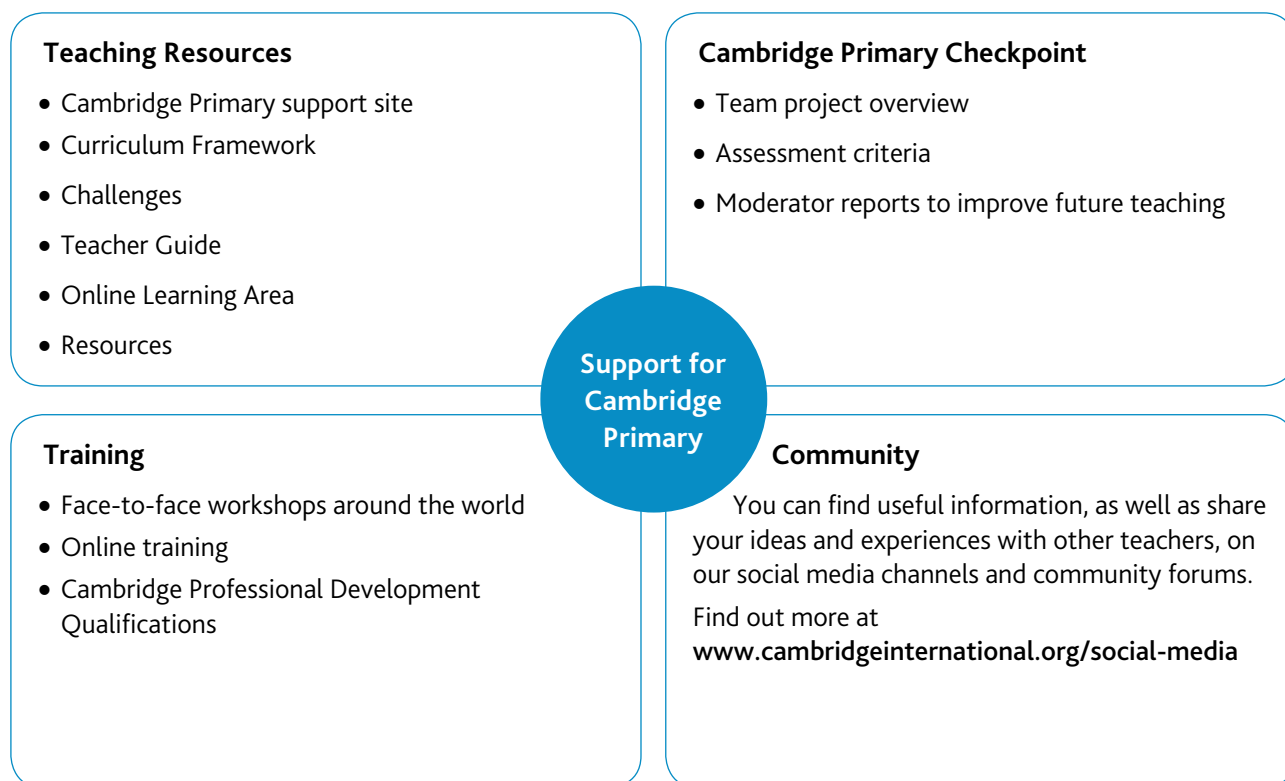 Teaching Resources
• Cambridge Primary support site
• Curriculum Framework
• Challenges
• Teacher Guide
• Online Learning Area
• Resources
Cambridge Primary Checkpoint
• Team project overview
• Assessment criteria
• Moderator reports to improve future teaching
Support for
Cambridge
Primary
Training
• Face-to-face workshops around the world
• Online training
• Cambridge Professional Development
Qualifications
Community
You can find useful information, as well as share
your ideas and experiences with other teachers, on
our social media channels and community forums.
Find out more at
www.cambridgeinternational.org/social-media